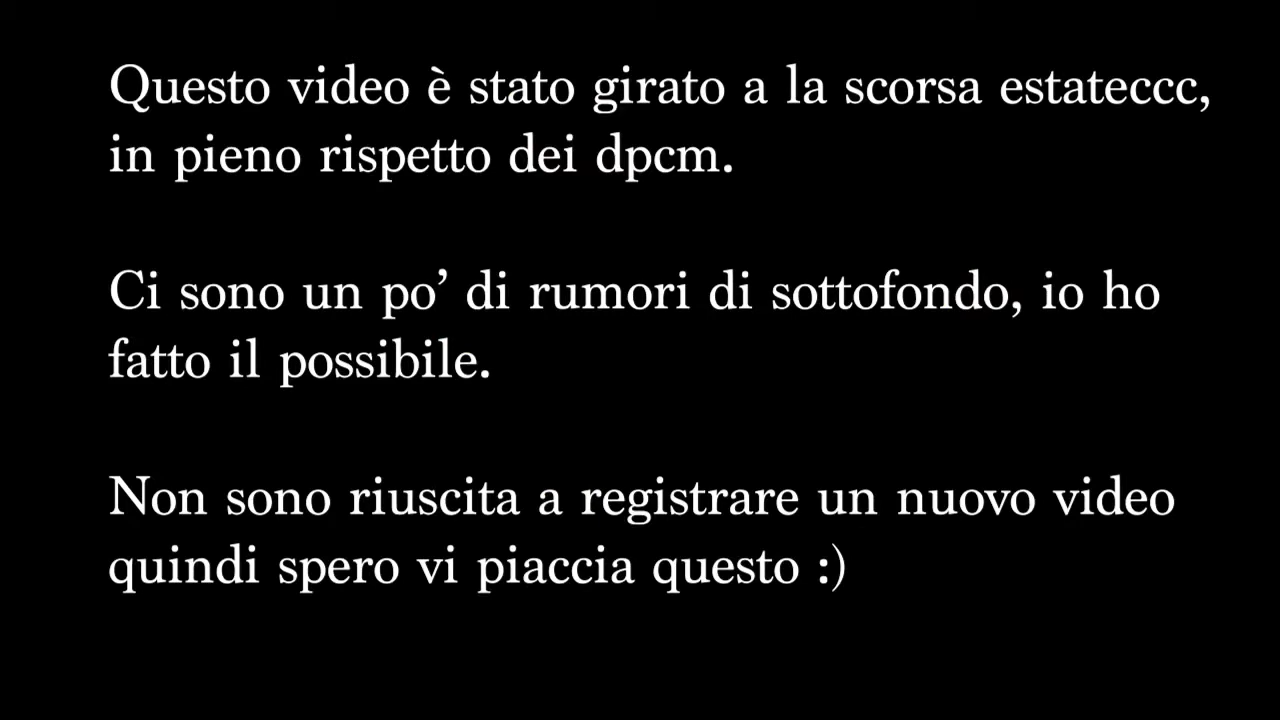 Questo video è stato girato a la scorsa estateccc,
in pieno rispetto dei dpcm.
Ci sono un po’ di rumori di sottofondo, io ho
fatto il possibile.
Non sono riuscita a registrare un nuovo video
quindi spero vi piaccia questo :)